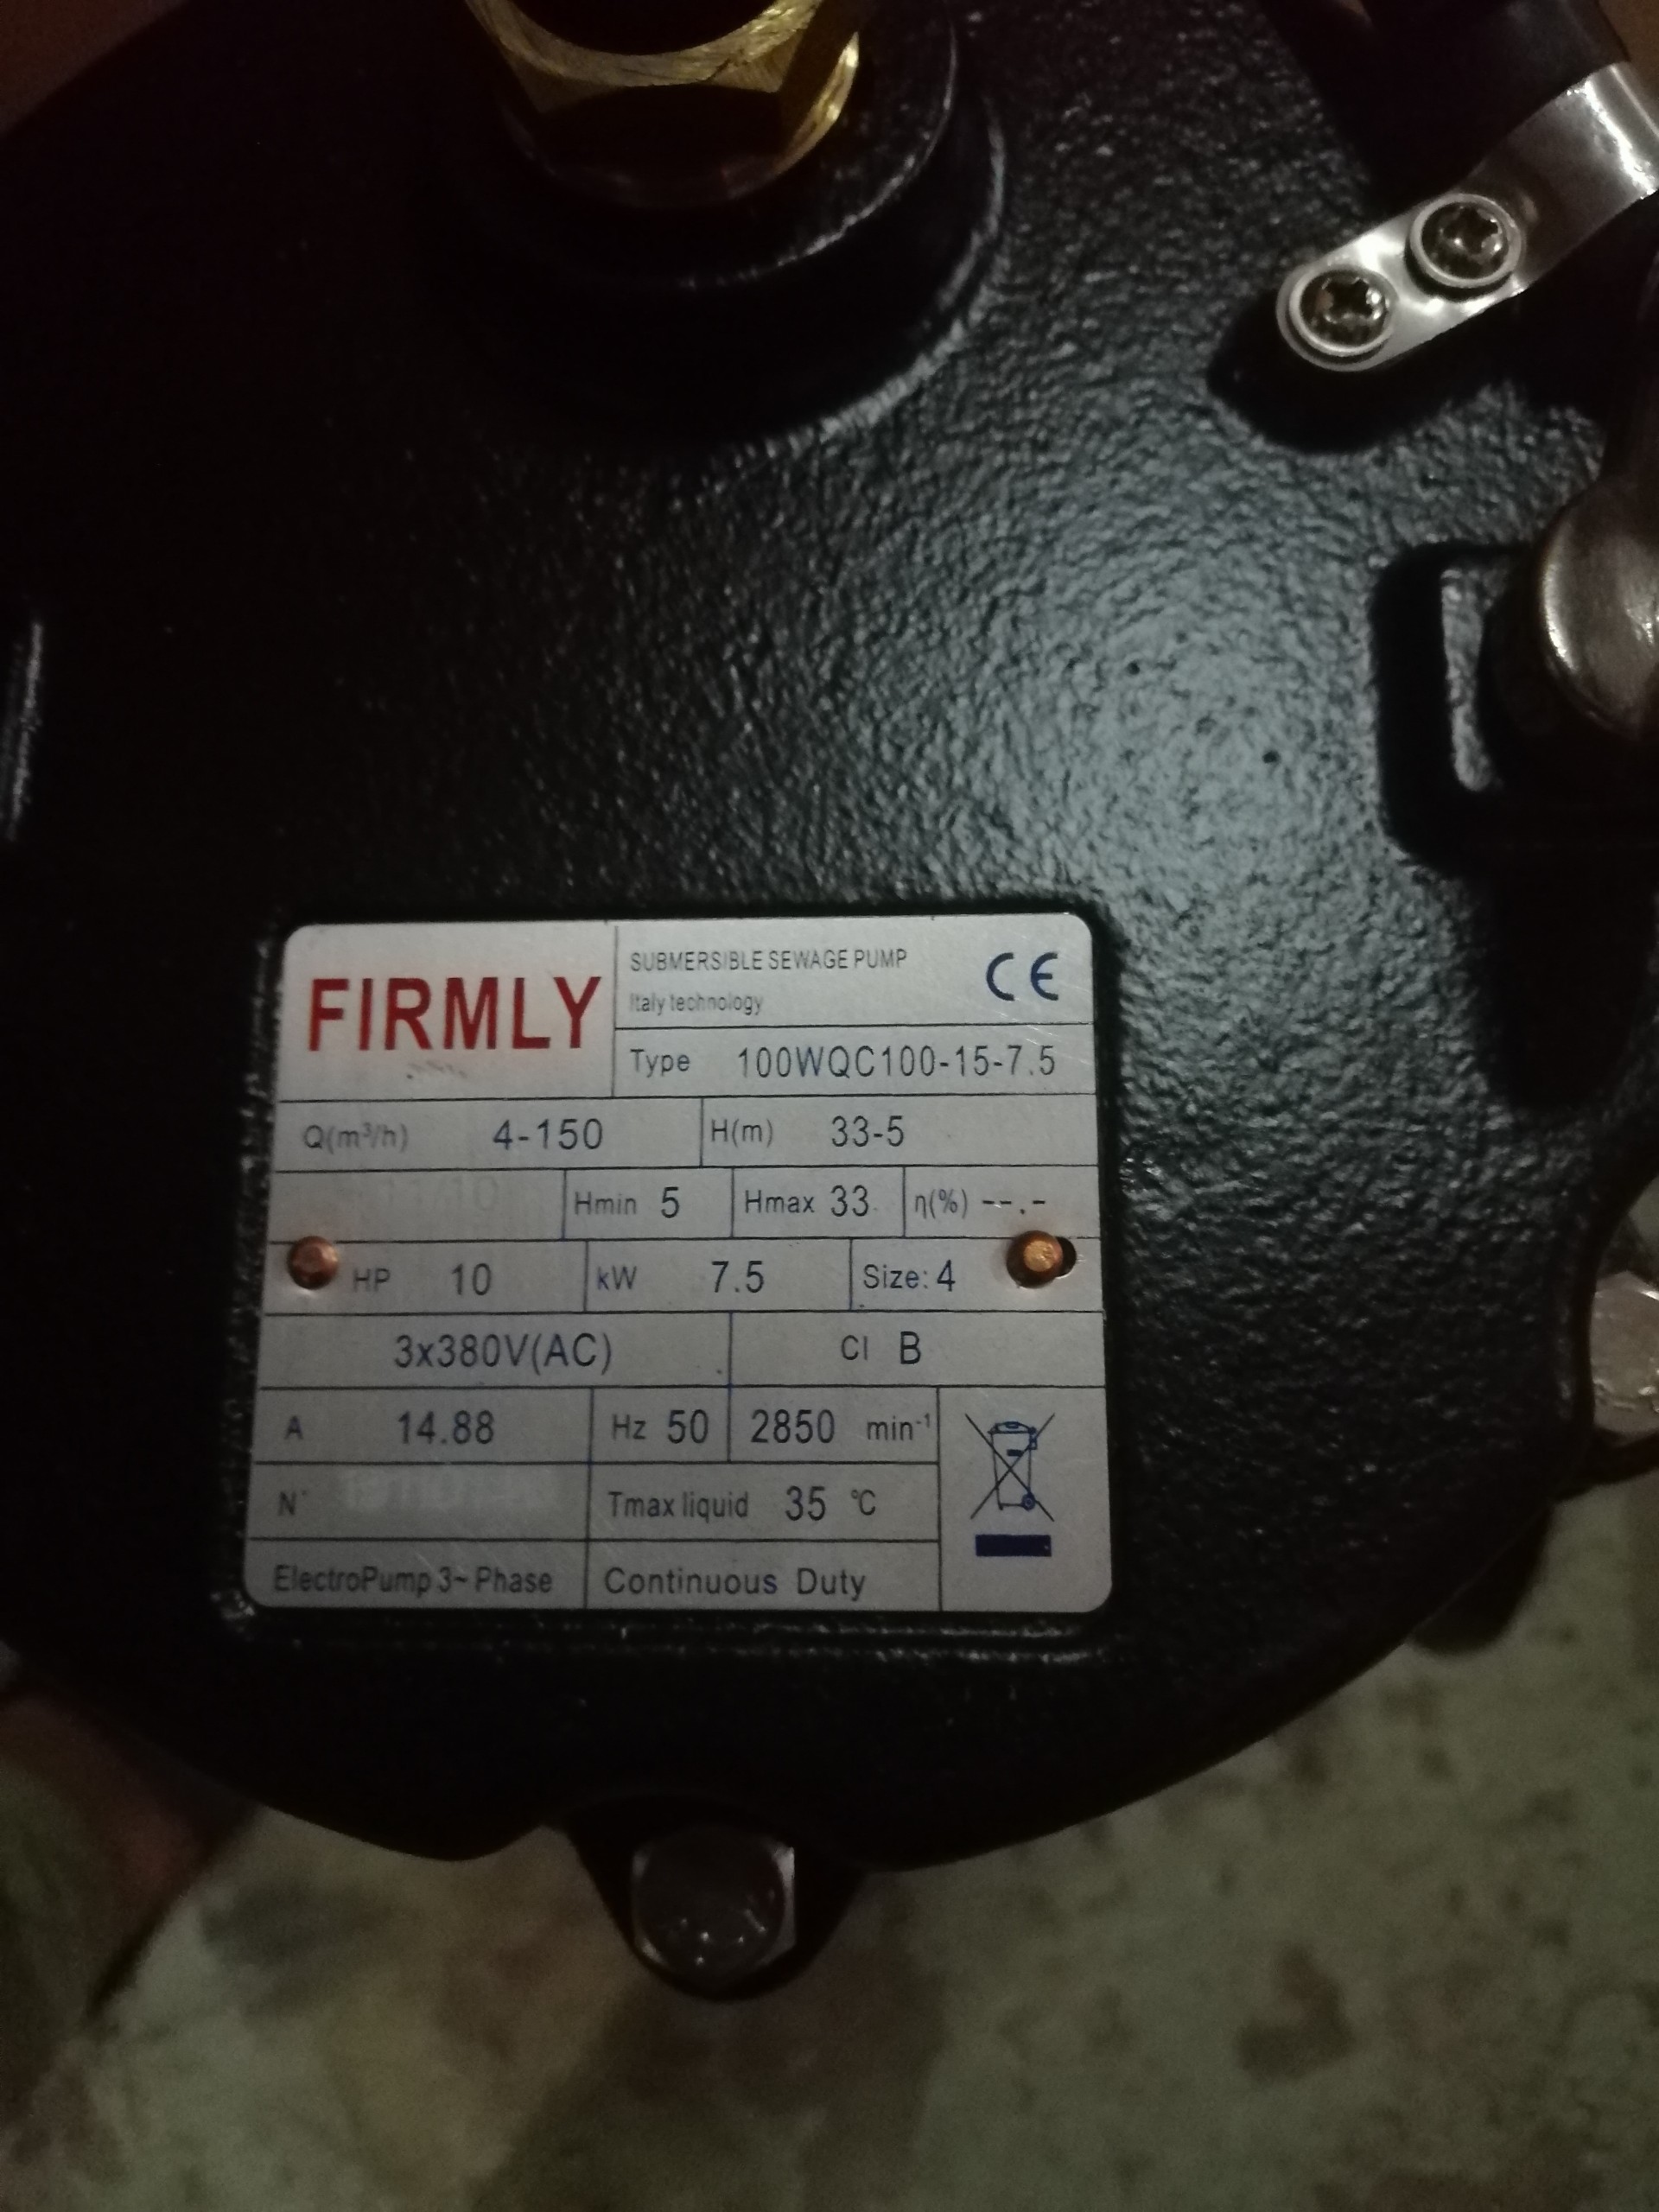 FIRMLY
SUBMERSIBLE SEWAGE PUMP
Italy technology
CE
Type 100WQC100-15-7.5
Q(m³/h) 4-150 H(m) 33-5
Hmin 5 Hmax 33 η(%) --.-
HP 10 kW 7.5 Size: 4
3x380V(AC) Cl B
A 14.88 Hz 50 2850 min⁻¹
N° Tmax liquid 35 °C
ElectroPump 3~ Phase Continuous Duty